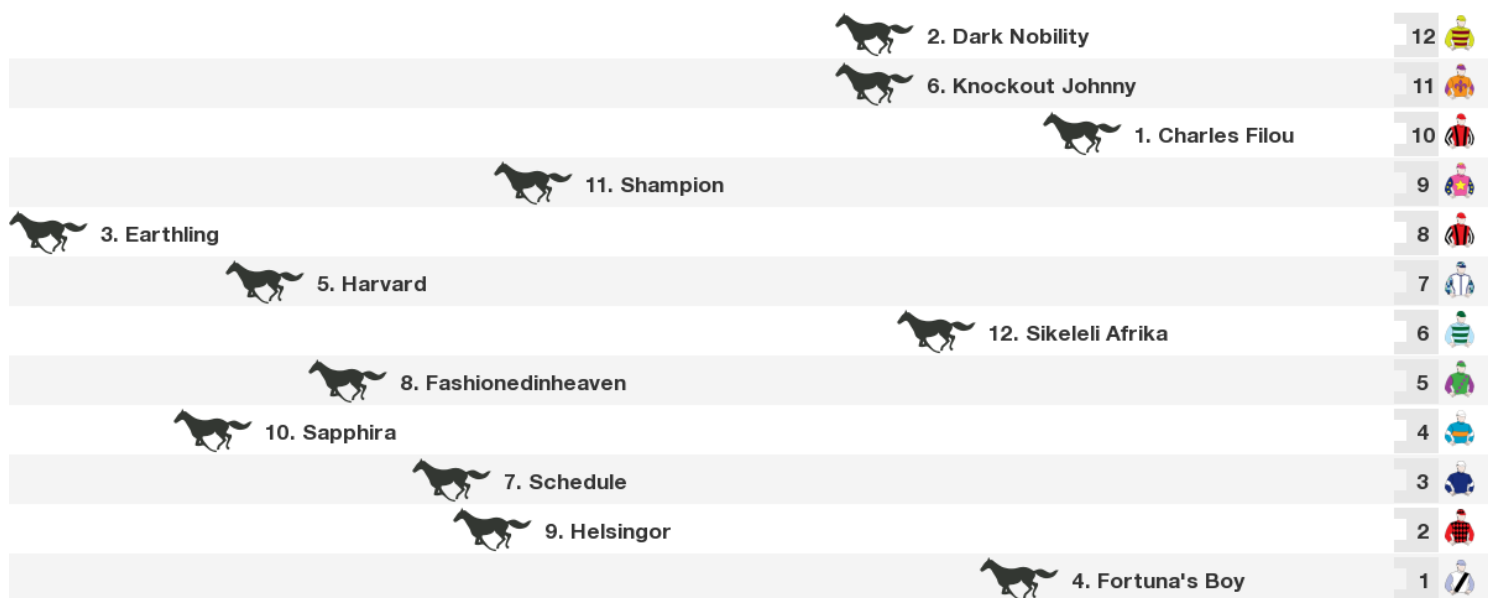 2. Dark Nobility 12
6. Knockout Johnny 11
1. Charles Filou 10
11. Shampion 9
3. Earthling 8
5. Harvard 7
12. Sikeleli Afrika 6
8. Fashionedinheaven 5
10. Sapphira 4
7. Schedule 3
9. Helsingor 2
4. Fortuna's Boy 1